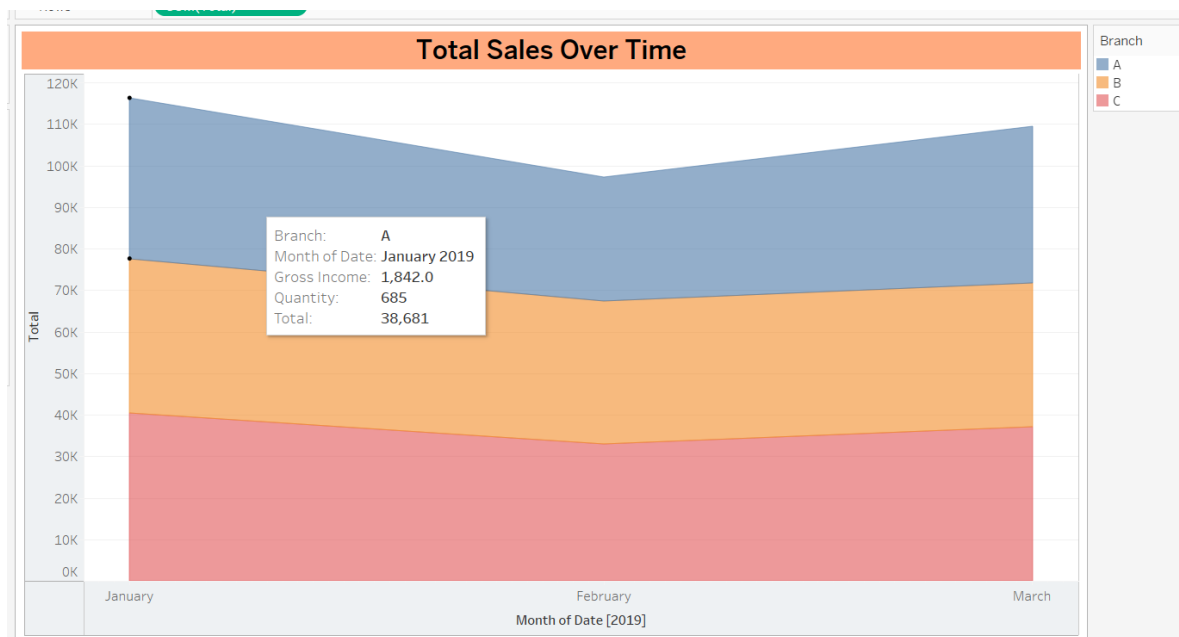 Total Sales Over Time
Branch
A
B
C
120K
110K
100K
90K
80K
70K
60K
50K
40K
30K
20K
10K
0K
Total
Branch: A
Month of Date: January 2019
Gross Income: 1,842.0
Quantity: 685
Total: 38,681
January
February
March
Month of Date [2019]